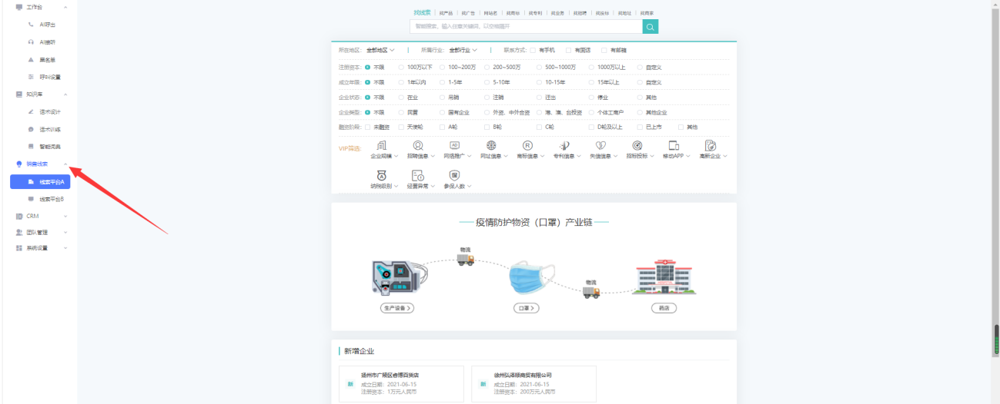 工作台
AI呼出
AI接听
黑名单
呼叫设置
知识库
话术设计
话术训练
智能词典
销售线索
线索平台A
线索平台B
CRM
团队管理
系统设置
找线索 找产品 找广告 网站名 找商标 找专利 找业务 找招聘 找投标 找地址 找商家
智能搜索，输入任意关键词，以空格隔开
所在地区: 全部地区 所属行业: 全部行业 联系方式: 有手机 有固话 有邮箱
注册资本: 不限 100万以下 100~200万 200~500万 500~1000万 1000万以上 自定义
成立年限: 不限 1年以内 1-5年 5-10年 10-15年 15年以上 自定义
企业状态: 不限 在业 吊销 注销 迁出 停业 其他
企业类型: 不限 民营 国有企业 外资、中外合资 港、澳、台投资 个体工商户 其他企业
融资阶段: 未融资 天使轮 A轮 B轮 C轮 D轮及以上 已上市 其他
VIP筛选: 企业规模 招聘信息 网络推广 网址信息 商标信息 专利信息 失信信息 招标投标 移动APP 高新企业
纳税级别 经营异常 参保人数
疫情防护物资（口罩）产业链
物流
物流
生产设备 口罩 药店
新增企业
扬州市广陵区睿博百货店
新 成立日期: 2021-06-15
注册资本: 1万元人民币
徐州弘泽顺商贸有限公司
新 成立日期: 2021-06-15
注册资本: 200万元人民币